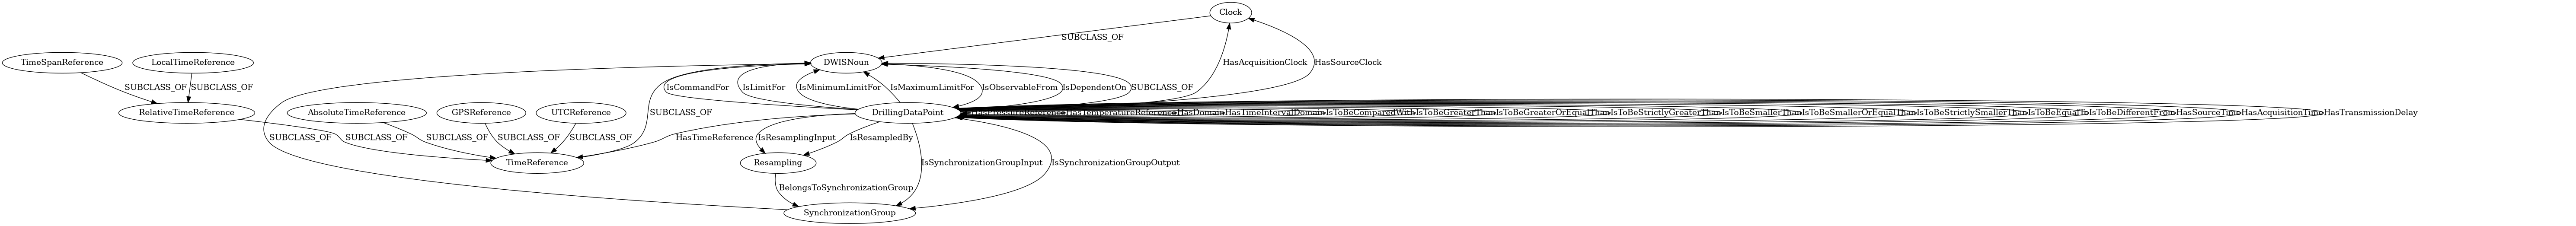 Clock
SUBCLASS_OF
TimeSpanReference
LocalTimeReference
DWISNoun
HasAcquisitionClock
HasSourceClock
SUBCLASS_OF
SUBCLASS_OF
IsCommandFor
IsLimitFor
IsMinimumLimitFor
IsMaximumLimitFor
IsObservableFrom
IsDependentOn
SUBCLASS_OF
RelativeTimeReference
AbsoluteTimeReference
GPSReference
UTCReference
SUBCLASS_OF
DrillingDataPoint
HasPressureReference
HasTemperatureReference
HasDomain
HasTimeIntervalDomain
IsToBeComparedWith
IsToBeGreaterThan
IsToBeGreaterOrEqualThan
IsToBeStrictlyGreaterThan
IsToBeSmallerThan
IsToBeSmallerOrEqualThan
IsToBeStrictlySmallerThan
IsToBeEqualTo
IsToBeDifferentFrom
HasSourceTime
HasAcquisitionTime
HasTransmissionDelay
SUBCLASS_OF
SUBCLASS_OF
SUBCLASS_OF
SUBCLASS_OF
SUBCLASS_OF
HasTimeReference
IsResamplingInput
IsResampledBy
TimeReference
Resampling
IsSynchronizationGroupInput
IsSynchronizationGroupOutput
BelongsToSynchronizationGroup
SynchronizationGroup